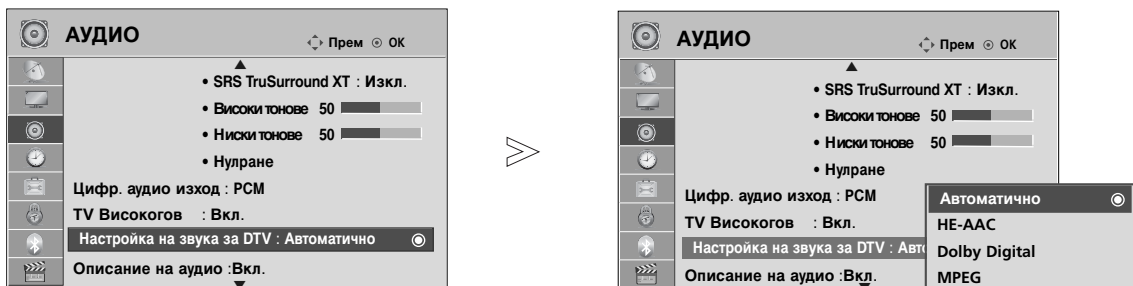 АУДИО
Прем OK
• SRS TruSurround XT : Изкл.
• Високи тонове 50
• Ниски тонове 50
• Нулране
Цифр. аудио изход : PCM
TV Високогов : Вкл.
Настройка на звука за DTV : Автоматично
Описание на аудио :Вкл.
АУДИО
Прем OK
• SRS TruSurround XT : Изкл.
• Високи тонове 50
• Ниски тонове 50
• Нулране
Цифр. аудио изход : PCM
TV Високогов : Вкл.
Настройка на звука за DTV : Авто
Описание на аудио :Вкл.
Автоматично
HE-AAC
Dolby Digital
MPEG